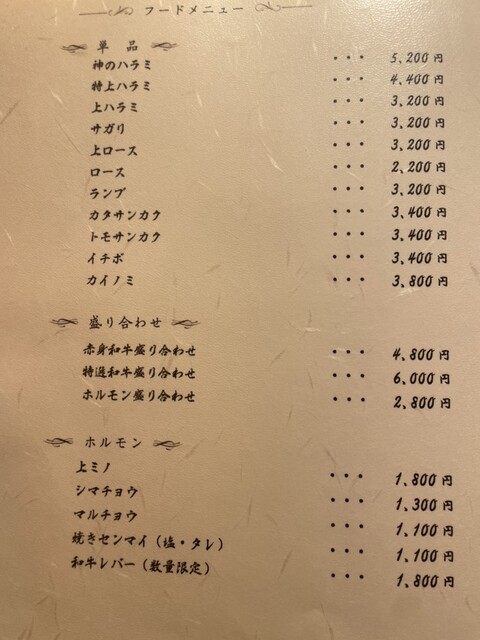 フードメニュー
単品
神のハラミ ・・・ 5,200円
特上ハラミ ・・・ 4,400円
上ハラミ ・・・ 3,200円
サガリ ・・・ 3,200円
上ロース ・・・ 3,200円
ロース ・・・ 2,200円
ランプ ・・・ 3,200円
カタサンカク ・・・ 3,400円
トモサンカク ・・・ 3,400円
イチボ ・・・ 3,400円
カイノミ ・・・ 3,800円
盛り合わせ
赤身和牛盛り合わせ ・・・ 4,800円
特選和牛盛り合わせ ・・・ 6,000円
ホルモン盛り合わせ ・・・ 2,800円
ホルモン
上ミノ ・・・ 1,800円
シマチョウ ・・・ 1,300円
マルチョウ ・・・ 1,100円
焼きセンマイ（塩・タレ） ・・・ 1,100円
和牛レバー（数量限定） ・・・ 1,800円